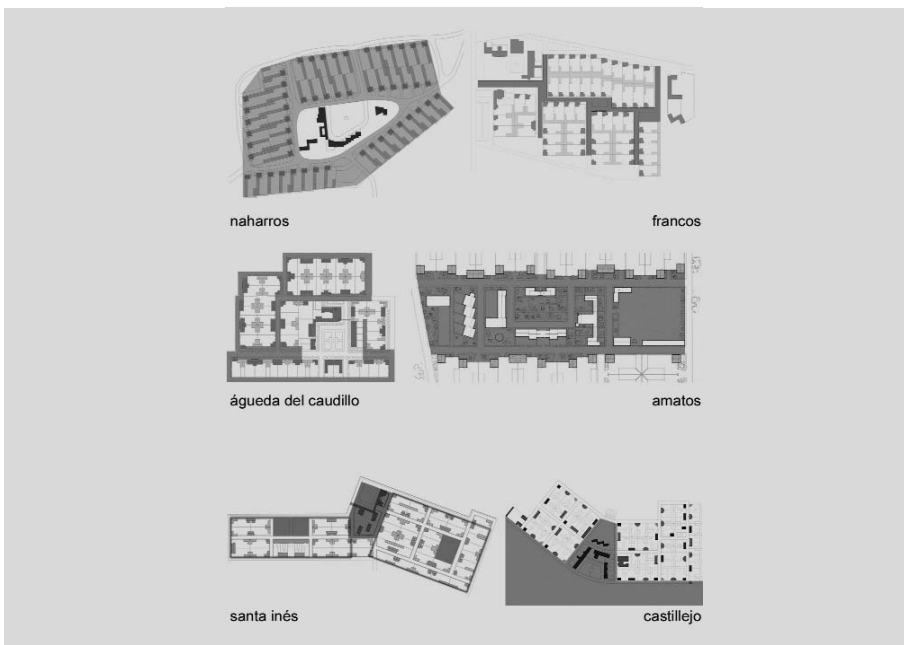 naharros
francos
águeda del caudillo
amatos
santa inés
castillejo